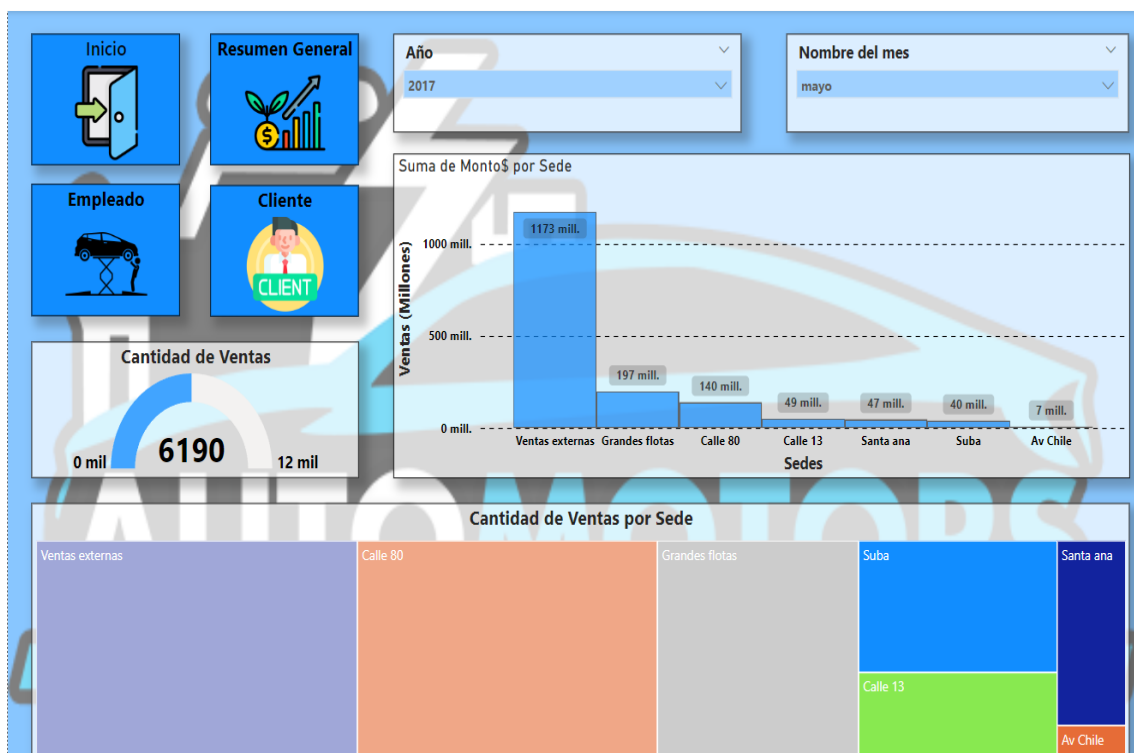 Inicio
Resumen General
Año
2017
Nombre del mes
mayo
Empleado
Cliente
CLIENT
Suma de Monto$ por Sede
Ventas (Millones)
1000 mill.
500 mill.
0 mill.
1173 mill.
197 mill.
140 mill.
49 mill.
47 mill.
40 mill.
7 mill.
Ventas externas
Grandes flotas
Calle 80
Calle 13
Santa ana
Suba
Av Chile
Sedes
Cantidad de Ventas
6190
0 mil
12 mil
AUTOMOTORS
Cantidad de Ventas por Sede
Ventas externas
Calle 80
Grandes flotas
Suba
Santa ana
Calle 13
Av Chile